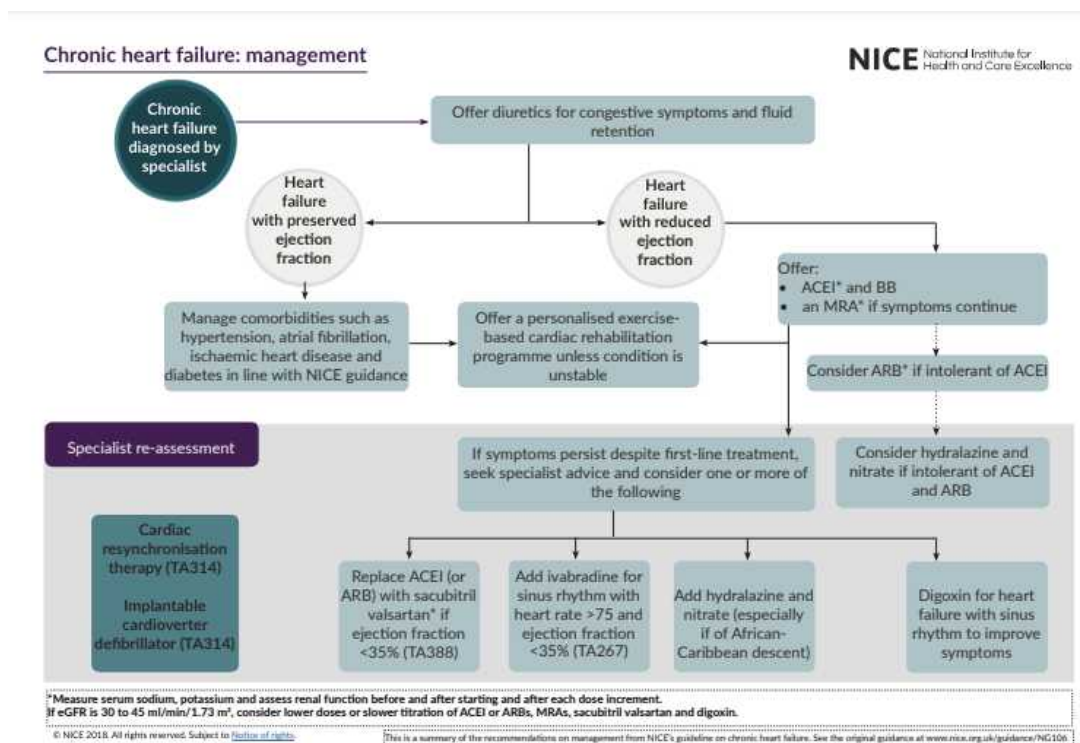 Chronic heart failure: management
NICE National Institute for
Health and Care Excellence
Chronic
heart failure
diagnosed by
specialist
Offer diuretics for congestive symptoms and fluid
retention
Heart
failure
with preserved
ejection
fraction
Heart
failure
with reduced
ejection
fraction
Offer:
• ACEI* and BB
• an MRA* if symptoms continue
Manage comorbidities such as
hypertension, atrial fibrillation,
ischaemic heart disease and
diabetes in line with NICE guidance
Offer a personalised exercise-
based cardiac rehabilitation
programme unless condition is
unstable
Consider ARB* if intolerant of ACEI
Specialist re-assessment
If symptoms persist despite first-line treatment,
seek specialist advice and consider one or more of
the following
Consider hydralazine and
nitrate if intolerant of ACEI
and ARB
Cardiac
resynchronisation
therapy (TA314)
Implantable
cardioverter
defibrillator (TA314)
Replace ACEI (or
ARB) with sacubitril
valsartan* if
ejection fraction
<35% (TA388)
Add ivabradine for
sinus rhythm with
heart rate >75 and
ejection fraction
<35% (TA267)
Add hydralazine and
nitrate (especially
if of African-
Caribbean descent)
Digoxin for heart
failure with sinus
rhythm to improve
symptoms
*Measure serum sodium, potassium and assess renal function before and after starting and after each dose increment.
If eGFR is 30 to 45 ml/min/1.73 m², consider lower doses or slower titration of ACEI or ARBs, MRAs, sacubitril valsartan and digoxin.
© NICE 2018. All rights reserved. Subject to Notice of rights.
This is a summary of the recommendations on management from NICE's guideline on chronic heart failure. See the original guidance at www.nice.org.uk/guidance/NG106